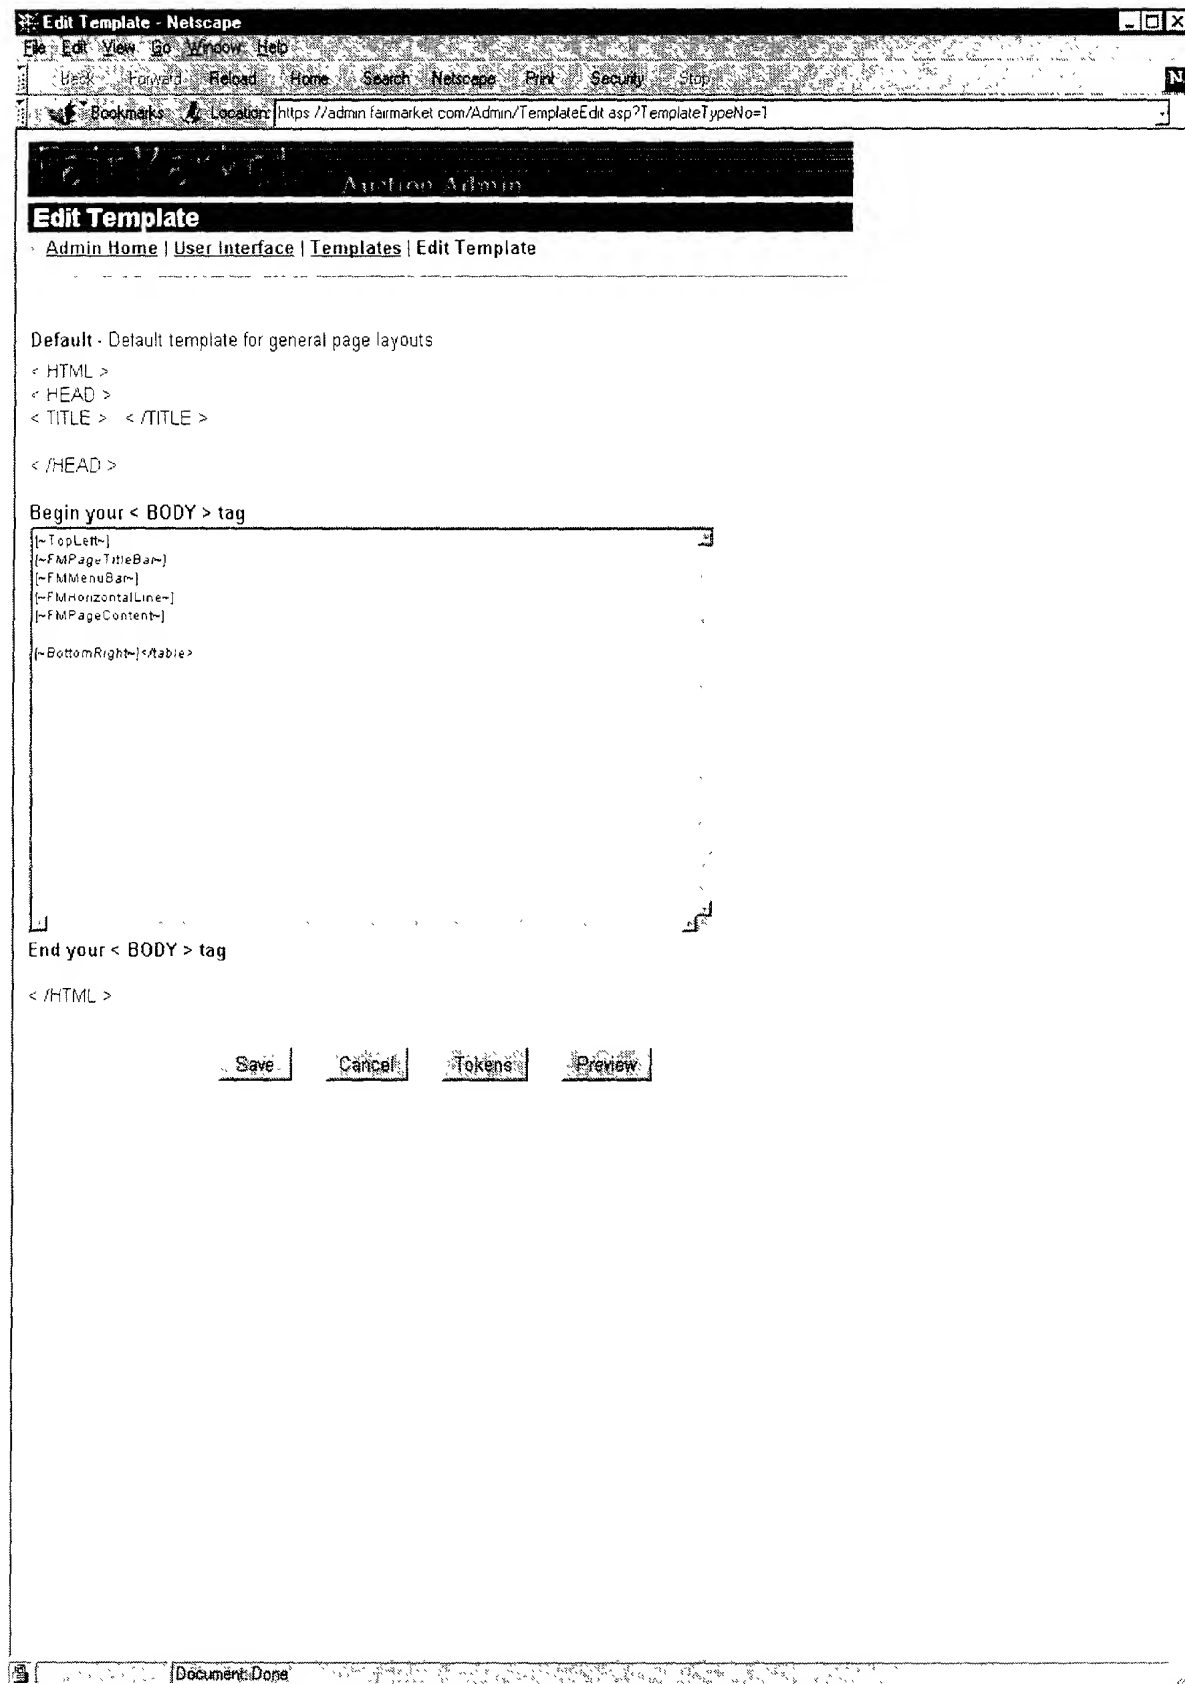 Edit Template - Netscape
File Edit View Go Window Help
Back Forward Reload Home Search Netscape Print Security Stop
N
Bookmarks Location: https //admin fairmarket com/Admin/TemplateEdit asp?TemplateTypeNo=1
FairMarket
Auction Admin
Edit Template
Admin Home | User Interface | Templates | Edit Template
Default - Default template for general page layouts
< HTML >
< HEAD >
< TITLE > < /TITLE >
< /HEAD >
Begin your < BODY > tag
[~TopLeft~]
[~FMPageTitleBar~]
[~FMMenuBar~]
[~FMHorizontalLine~]
[~FMPageContent~]
[~BottomRight~]</table>
End your < BODY > tag
< /HTML >
Save Cancel Tokens Preview
Document: Done